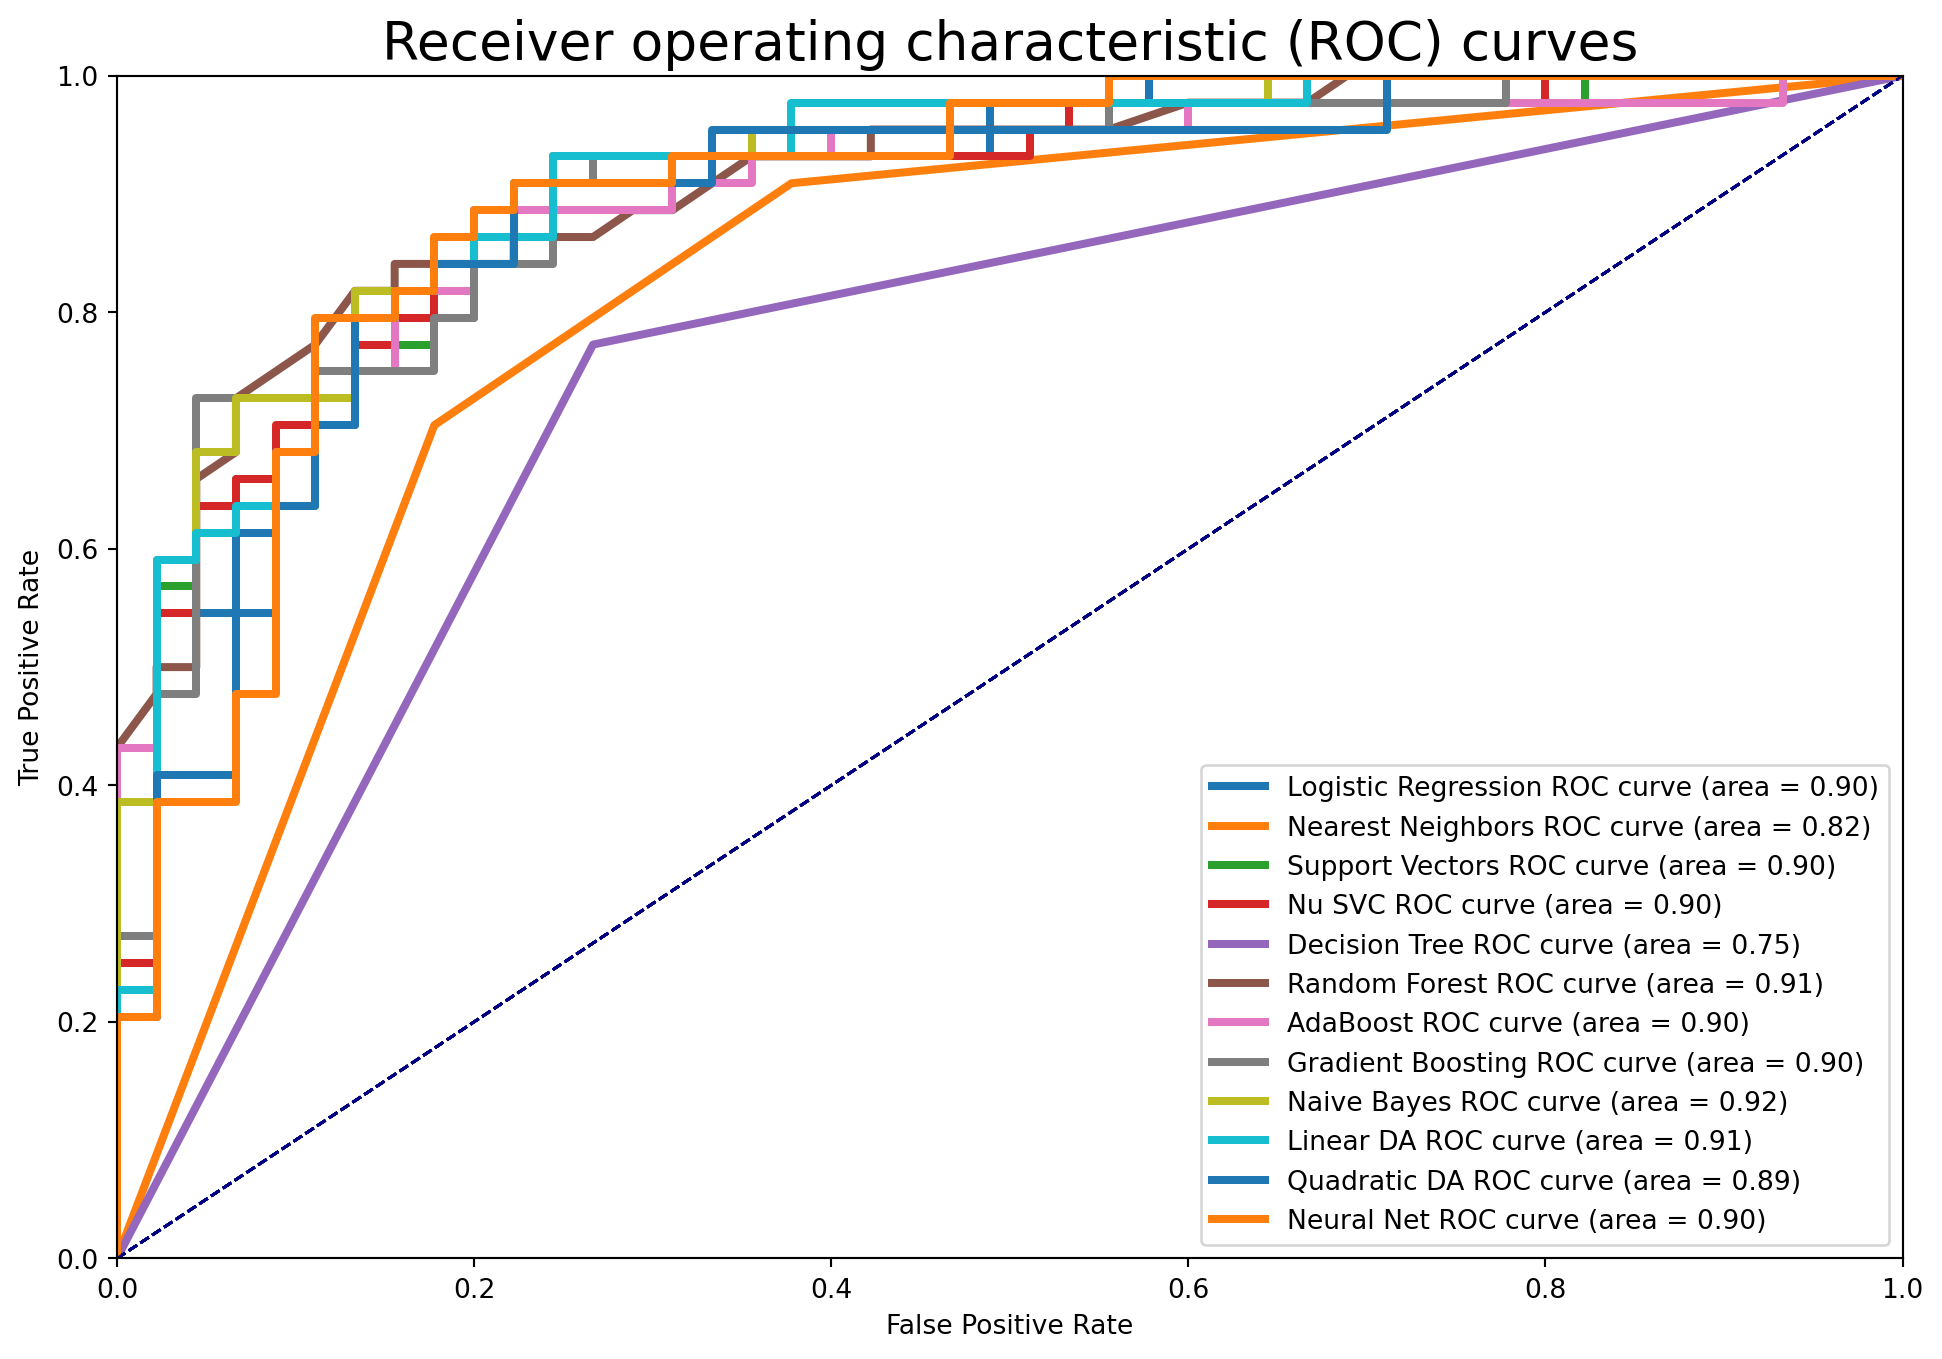 Receiver operating characteristic (ROC) curves
1.0
0.8
0.6
0.4
0.2
0.0
True Positive Rate
Logistic Regression ROC curve (area = 0.90)
Nearest Neighbors ROC curve (area = 0.82)
Support Vectors ROC curve (area = 0.90)
Nu SVC ROC curve (area = 0.90)
Decision Tree ROC curve (area = 0.75)
Random Forest ROC curve (area = 0.91)
AdaBoost ROC curve (area = 0.90)
Gradient Boosting ROC curve (area = 0.90)
Naive Bayes ROC curve (area = 0.92)
Linear DA ROC curve (area = 0.91)
Quadratic DA ROC curve (area = 0.89)
Neural Net ROC curve (area = 0.90)
0.0 0.2 0.4 0.6 0.8 1.0
False Positive Rate